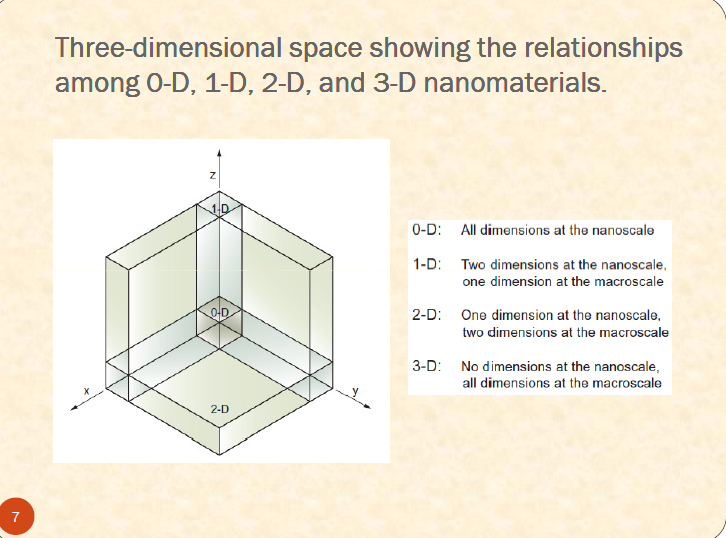 Three-dimensional space showing the relationships
among 0-D, 1-D, 2-D, and 3-D nanomaterials.
z
1-D
0-D
x
y
2-D
0-D: All dimensions at the nanoscale
1-D: Two dimensions at the nanoscale,
one dimension at the macroscale
2-D: One dimension at the nanoscale,
two dimensions at the macroscale
3-D: No dimensions at the nanoscale,
all dimensions at the macroscale
7